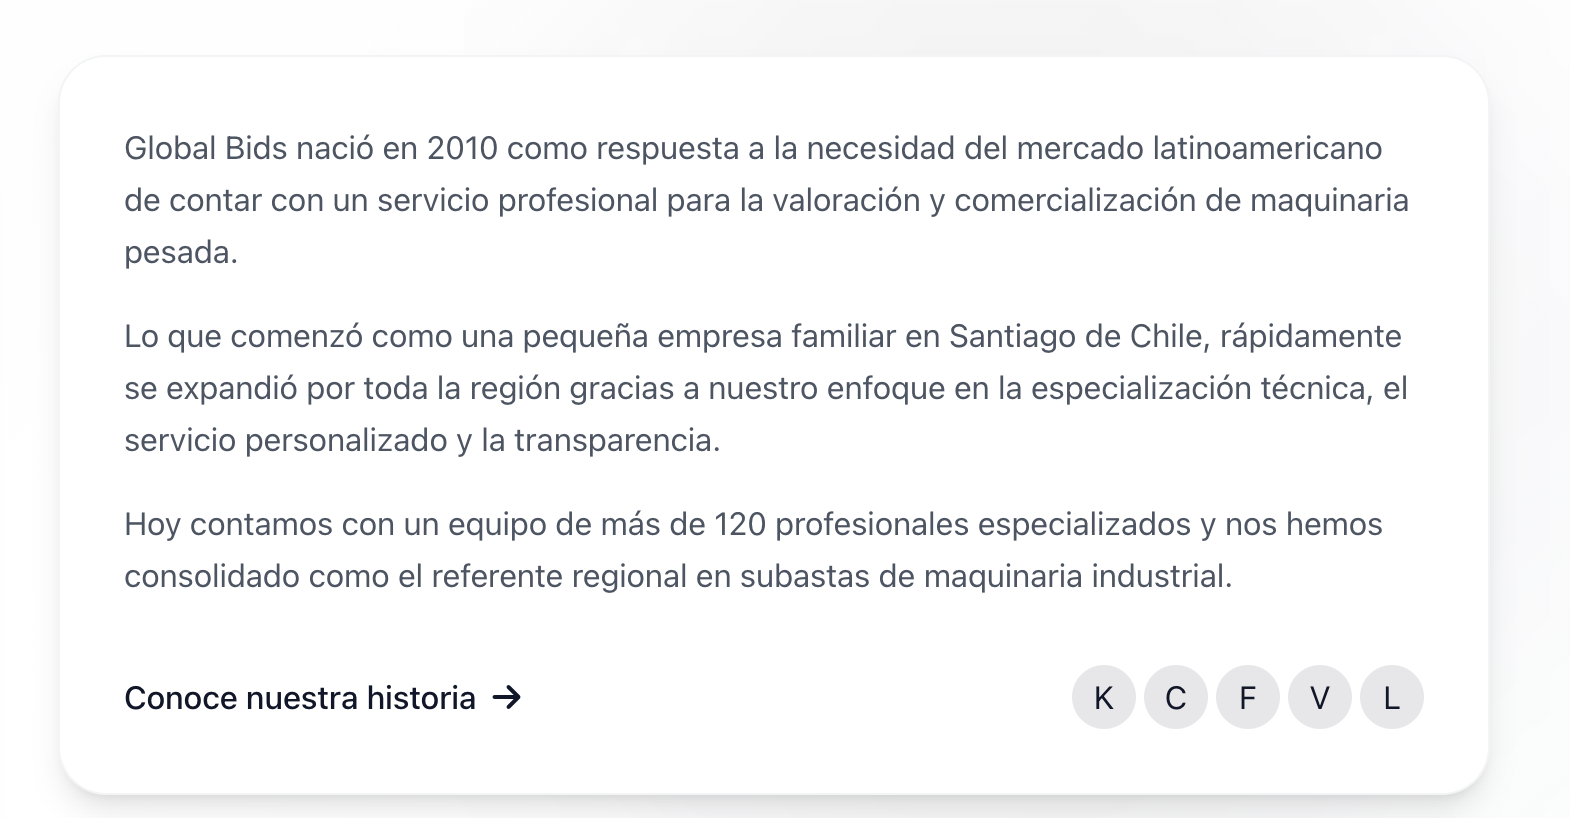 Global Bids nació en 2010 como respuesta a la necesidad del mercado latinoamericano
de contar con un servicio profesional para la valoración y comercialización de maquinaria
pesada.
Lo que comenzó como una pequeña empresa familiar en Santiago de Chile, rápidamente
se expandió por toda la región gracias a nuestro enfoque en la especialización técnica, el
servicio personalizado y la transparencia.
Hoy contamos con un equipo de más de 120 profesionales especializados y nos hemos
consolidado como el referente regional en subastas de maquinaria industrial.
Conoce nuestra historia →
K C F V L